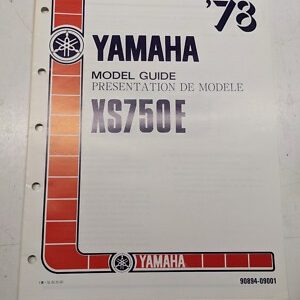 '78
YAMAHA
MODEL GUIDE
PRESENTATION DE MODELE
XS750E
YAMAHA
90894-09001